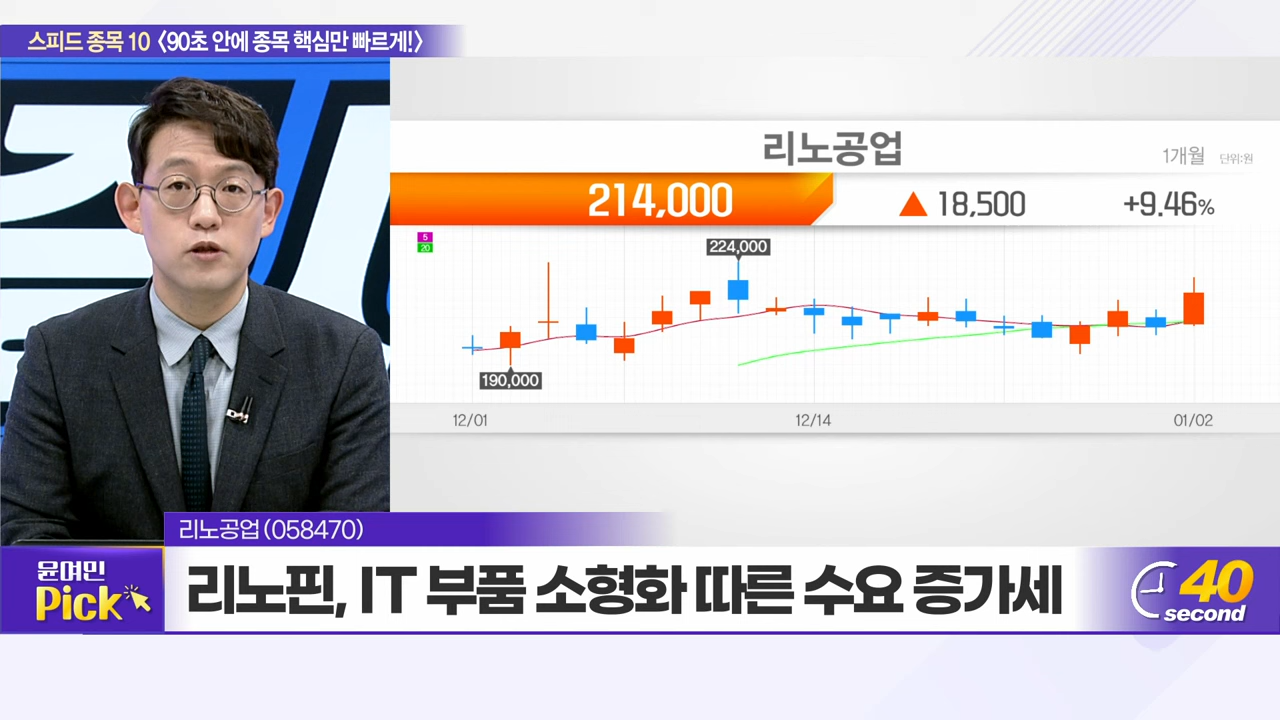 스피드 종목 10 〈90초 안에 종목 핵심만 빠르게!〉
리노공업
1개월 단위:원
214,000 ▲ 18,500 +9.46%
5
20
224,000
190,000
12/01 12/14 01/02
리노공업(058470)
윤여민
Pick
리노핀, IT 부품 소형화 따른 수요 증가세
40
second